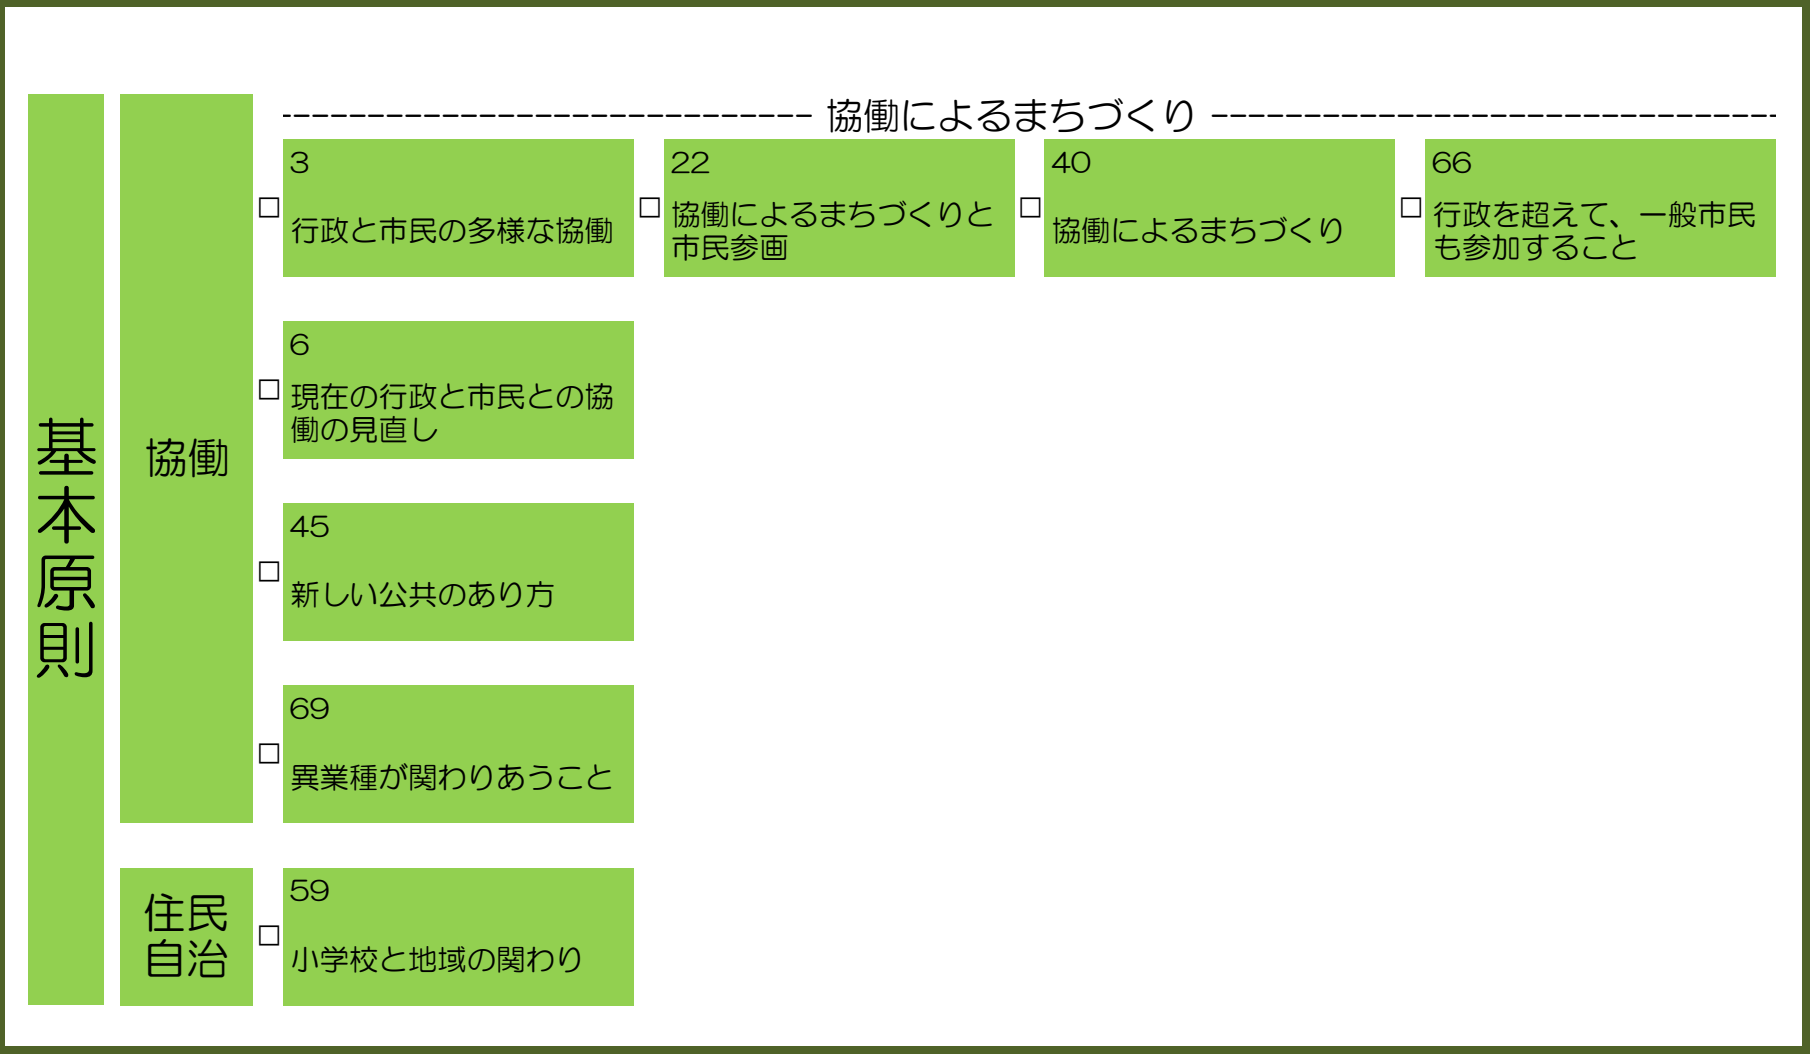 基本原則
協働
協働によるまちづくり
3
行政と市民の多様な協働
22
協働によるまちづくりと
市民参画
40
協働によるまちづくり
66
行政を超えて、一般市民
も参加すること
6
現在の行政と市民との協
働の見直し
45
新しい公共のあり方
69
異業種が関わりあうこと
住民
自治
59
小学校と地域の関わり